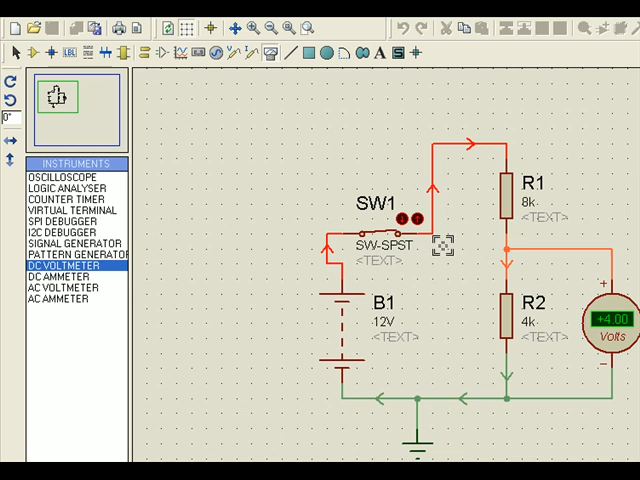 LBL
A
S
0°
INSTRUMENTS
OSCILLOSCOPE
LOGIC ANALYSER
COUNTER TIMER
VIRTUAL TERMINAL
SPI DEBUGGER
I2C DEBUGGER
SIGNAL GENERATOR
PATTERN GENERATOR
DC VOLTMETER
DC AMMETER
AC VOLTMETER
AC AMMETER
R1
8k
<TEXT>
SW1
SW-SPST
<TEXT>
B1
12V
<TEXT>
R2
4k
<TEXT>
+
+4.00
Volts
−